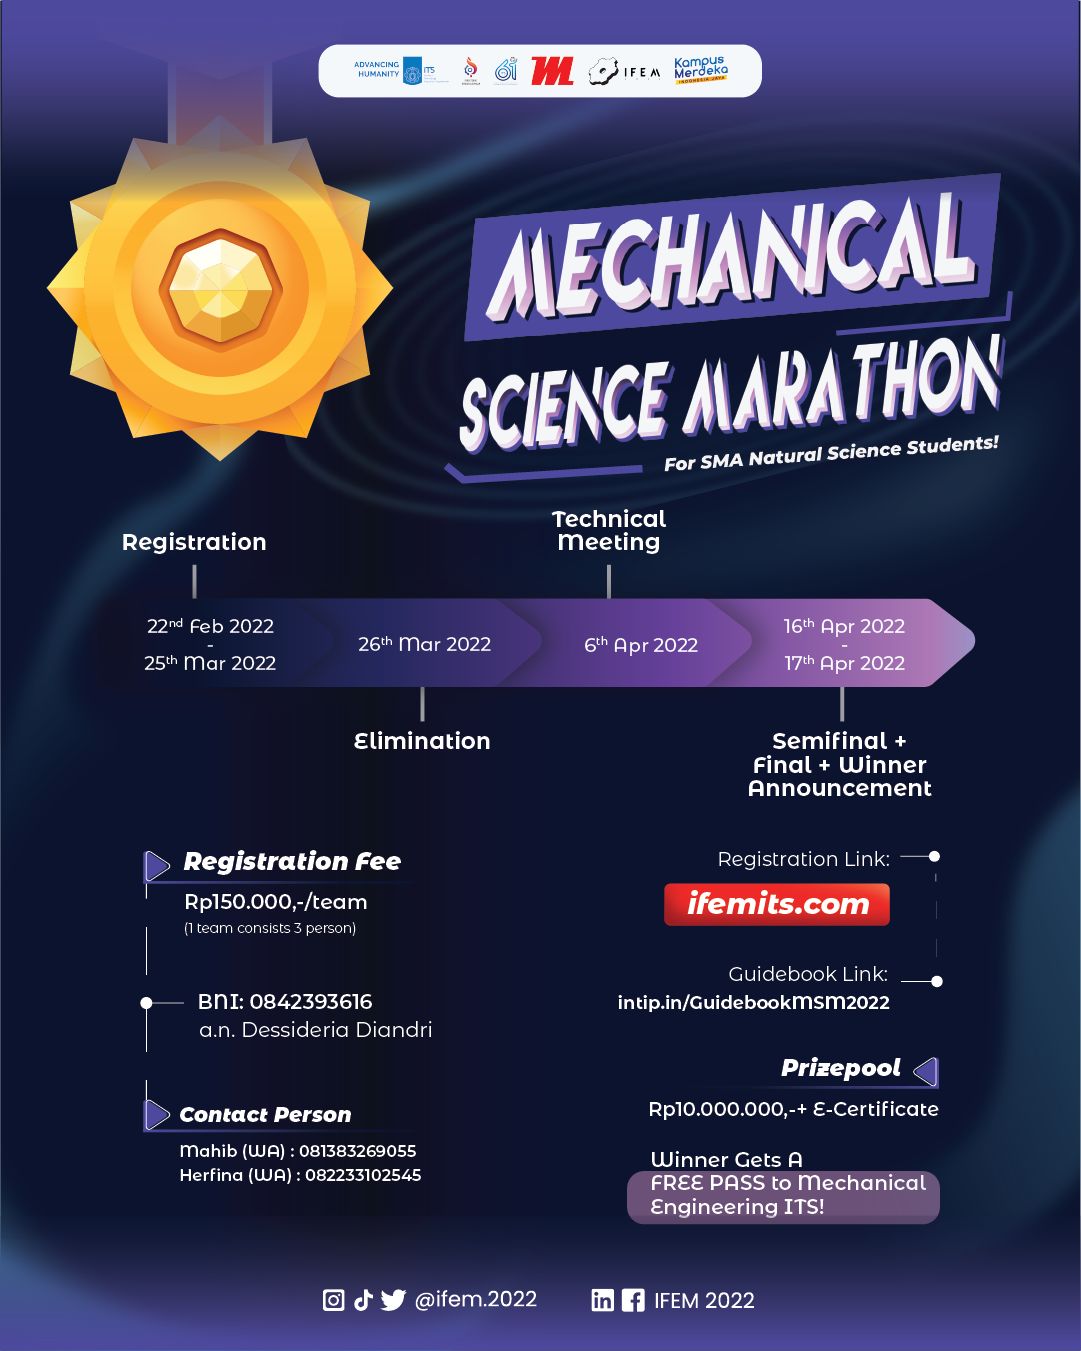 ADVANCING
HUMANITY
ITS
M
IFEM
Kampus
Merdeka
INDONESIA JAYA
MECHANICAL
SCIENCE MARATHON
For SMA Natural Science Students!
Registration
Technical
Meeting
22nd Feb 2022
-
25th Mar 2022
26th Mar 2022
6th Apr 2022
16th Apr 2022
-
17th Apr 2022
Elimination
Semifinal +
Final + Winner
Announcement
Registration Fee
Rp150.000,-/team
(1 team consists 3 person)
BNI: 0842393616
a.n. Dessideria Diandri
Contact Person
Mahib (WA) : 081383269055
Herfina (WA) : 082233102545
Registration Link:
ifemits.com
Guidebook Link:
intip.in/GuidebookMSM2022
Prizepool
Rp10.000.000,-+ E-Certificate
Winner Gets A
FREE PASS to Mechanical
Engineering ITS!
@ifem.2022
IFEM 2022